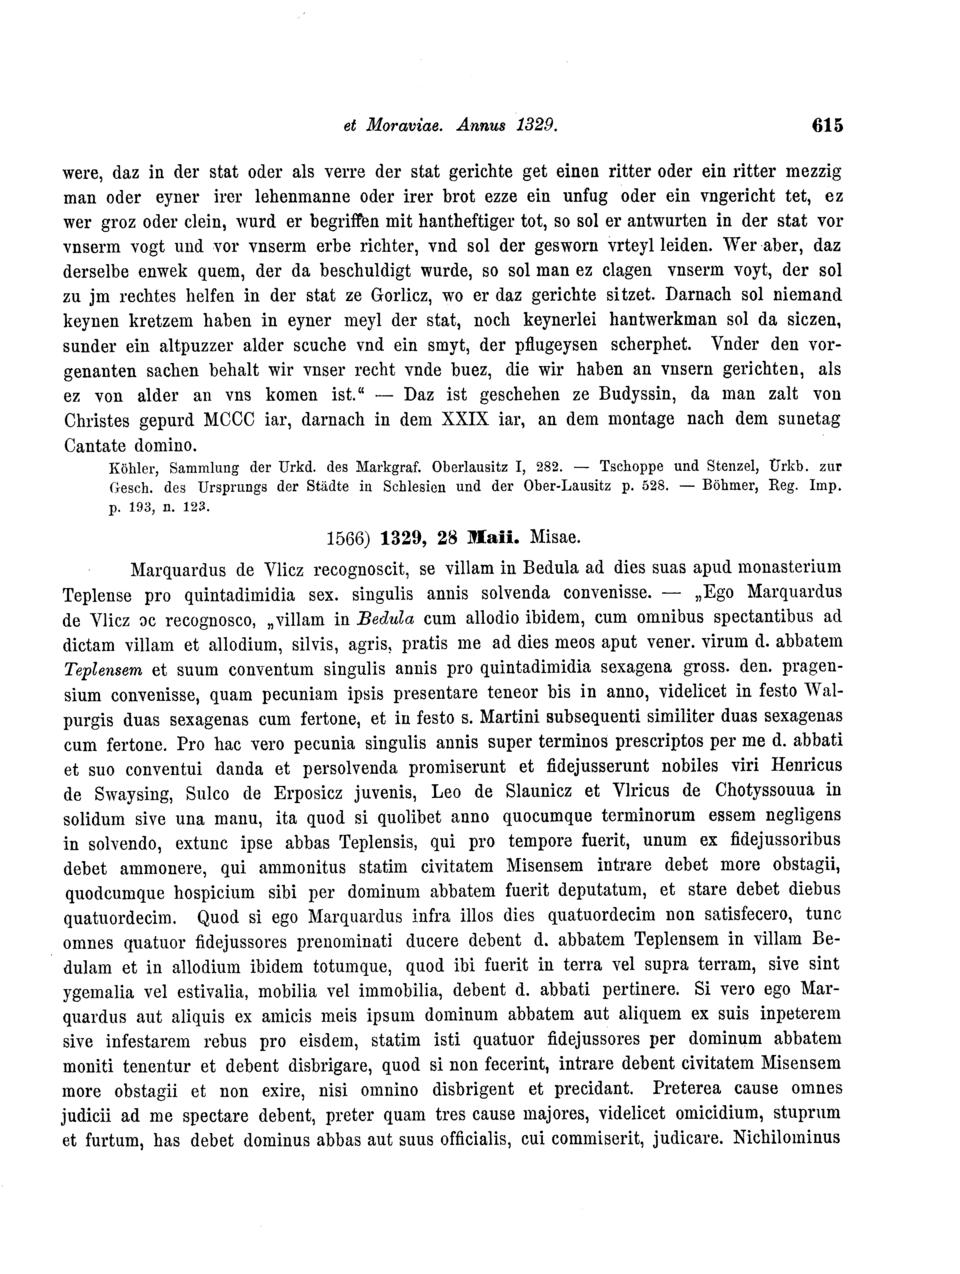 et Moraviae. Annus 1329. 615
were, daz in der stat oder als verre der stat gerichte get einen ritter oder ein ritter mezzig
man oder eyner irer lehenmanne oder irer brot ezze ein unfug oder ein vngericht tet, ez
wer groz oder clein, wurd er begriffen mit hantheftiger tot, so sol er antwurten in der stat vor
vnserm vogt und vor vnserm erbe richter, vnd sol der gesworn vrteyl leiden. Wer aber, daz
derselbe enwek quem, der da beschuldigt wurde, so sol man ez clagen vnserm voyt, der sol
zu jm rechtes helfen in der stat ze Gorlicz, wo er daz gerichte sitzet. Darnach sol niemand
keynen kretzem haben in eyner meyl der stat, noch keynerlei hantwerkman sol da siczen,
sunder ein altpuzzer alder scuche vnd ein smyt, der pflugeysen scherphet. Vnder den vor-
genanten sachen behalt wir vnser recht vnde buez, die wir haben an vnsern gerichten, als
ez von alder an vns komen ist.“ — Daz ist geschehen ze Budyssin, da man zalt von
Christes gepurd MCCC iar, darnach in dem XXIX iar, an dem montage nach dem sunetag
Cantate domino.
Köhler, Sammlung der Urkd. des Markgraf. Oberlausitz I, 282. — Tschoppe und Stenzel, Urkb. zur
Gesch. des Ursprungs der Städte in Schlesien und der Ober-Lausitz p. 528. — Böhmer, Reg. Imp.
p. 193, n. 123.
1566) 1329, 28 Maii. Misae.
Marquardus de Vlicz recognoscit, se villam in Bedula ad dies suas apud monasterium
Teplense pro quintadimidia sex. singulis annis solvenda convenisse. — „Ego Marquardus
de Vlicz ɔc recognosco, „villam in Bedula cum allodio ibidem, cum omnibus spectantibus ad
dictam villam et allodium, silvis, agris, pratis me ad dies meos aput vener. virum d. abbatem
Teplensem et suum conventum singulis annis pro quintadimidia sexagena gross. den. pragen-
sium convenisse, quam pecuniam ipsis presentare teneor bis in anno, videlicet in festo Wal-
purgis duas sexagenas cum fertone, et in festo s. Martini subsequenti similiter duas sexagenas
cum fertone. Pro hac vero pecunia singulis annis super terminos prescriptos per me d. abbati
et suo conventui danda et persolvenda promiserunt et fidejusserunt nobiles viri Henricus
de Swaysing, Sulco de Erposicz juvenis, Leo de Slaunicz et Vlricus de Chotyssouua in
solidum sive una manu, ita quod si quolibet anno quocumque terminorum essem negligens
in solvendo, extunc ipse abbas Teplensis, qui pro tempore fuerit, unum ex fidejussoribus
debet ammonere, qui ammonitus statim civitatem Misensem intrare debet more obstagii,
quodcumque hospicium sibi per dominum abbatem fuerit deputatum, et stare debet diebus
quatuordecim. Quod si ego Marquardus infra illos dies quatuordecim non satisfecero, tunc
omnes quatuor fidejussores prenominati ducere debent d. abbatem Teplensem in villam Be-
dulam et in allodium ibidem totumque, quod ibi fuerit in terra vel supra terram, sive sint
ygemalia vel estivalia, mobilia vel immobilia, debent d. abbati pertinere. Si vero ego Mar-
quardus aut aliquis ex amicis meis ipsum dominum abbatem aut aliquem ex suis inpeterem
sive infestarem rebus pro eisdem, statim isti quatuor fidejussores per dominum abbatem
moniti tenentur et debent disbrigare, quod si non fecerint, intrare debent civitatem Misensem
more obstagii et non exire, nisi omnino disbrigent et precidant. Preterea cause omnes
judicii ad me spectare debent, preter quam tres cause majores, videlicet omicidium, stuprum
et furtum, has debet dominus abbas aut suus officialis, cui commiserit, judicare. Nichilominus